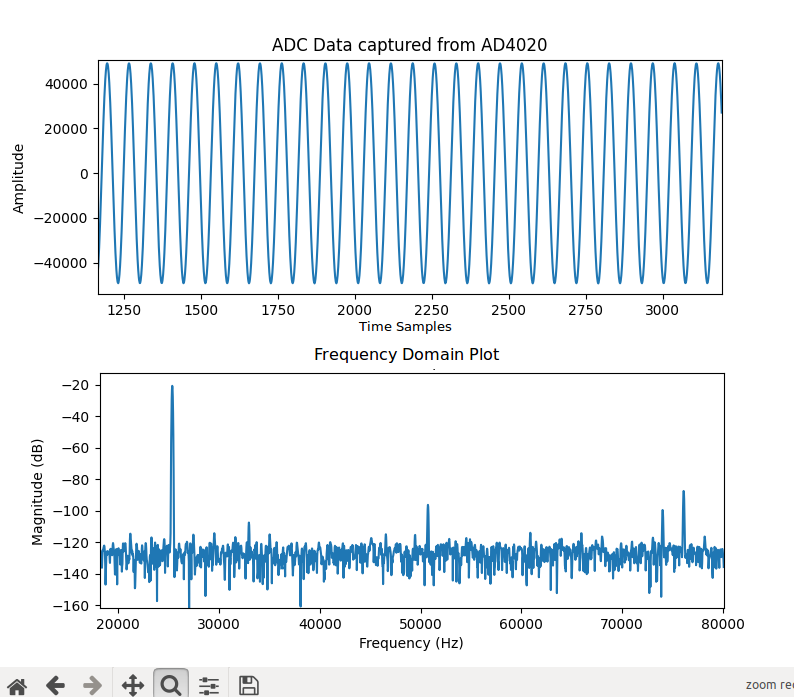 ADC Data captured from AD4020
40000
20000
0
−20000
−40000
Amplitude
1250 1500 1750 2000 2250 2500 2750 3000
Time Samples
Frequency Domain Plot
−20
−40
−60
−80
−100
−120
−140
−160
Magnitude (dB)
20000 30000 40000 50000 60000 70000 80000
Frequency (Hz)
zoom rec